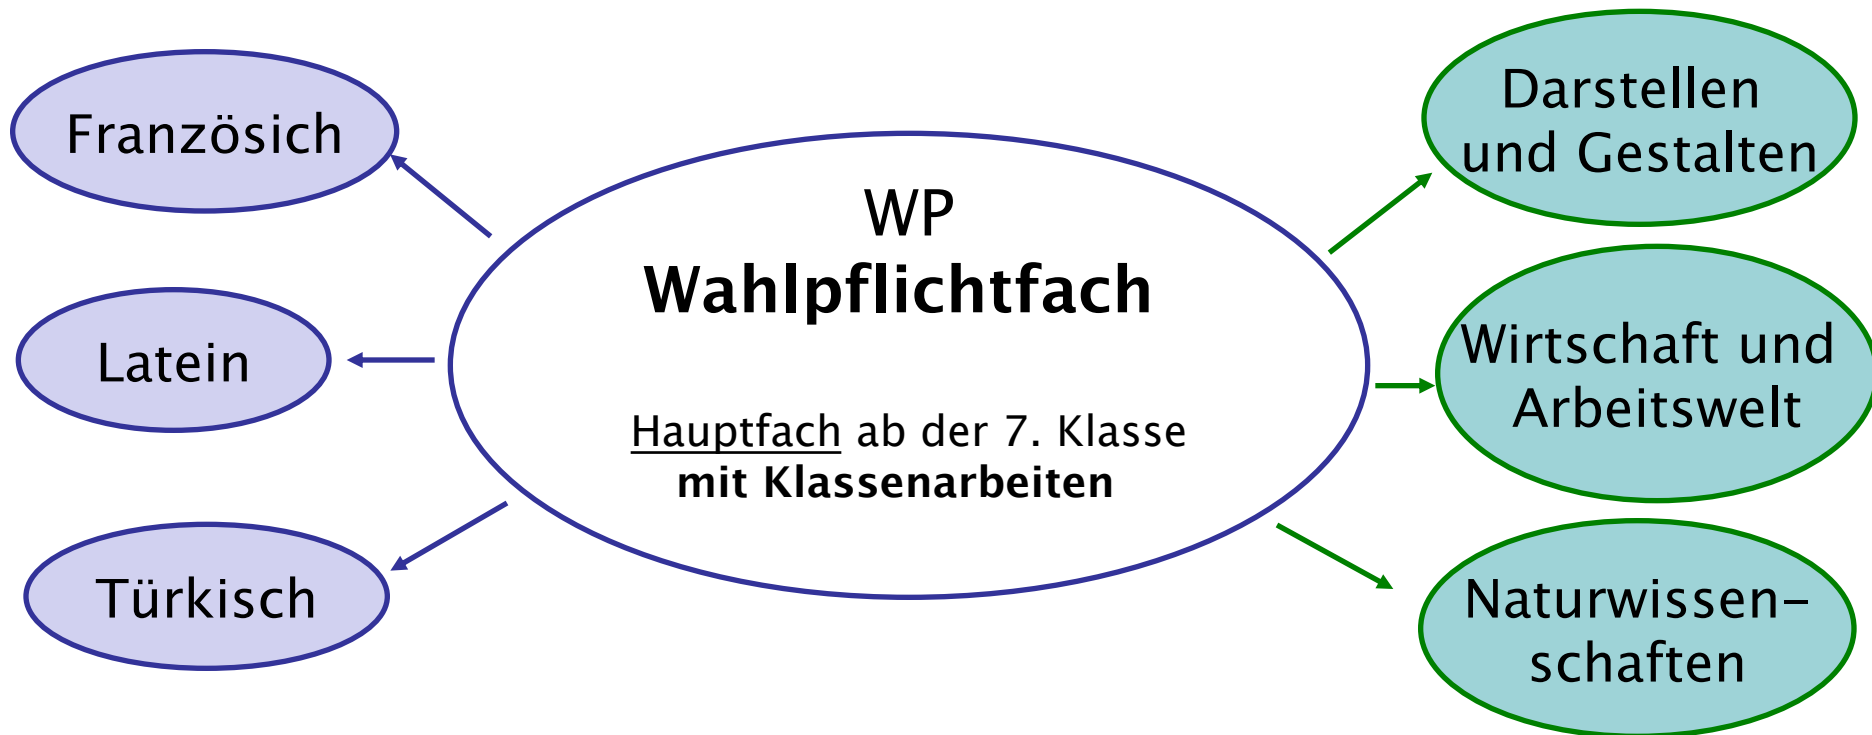 Französich
Latein
Türkisch
WP
Wahlpflichtfach
Hauptfach ab der 7. Klasse
mit Klassenarbeiten
Darstellen
und Gestalten
Wirtschaft und
Arbeitswelt
Naturwissen-
schaften